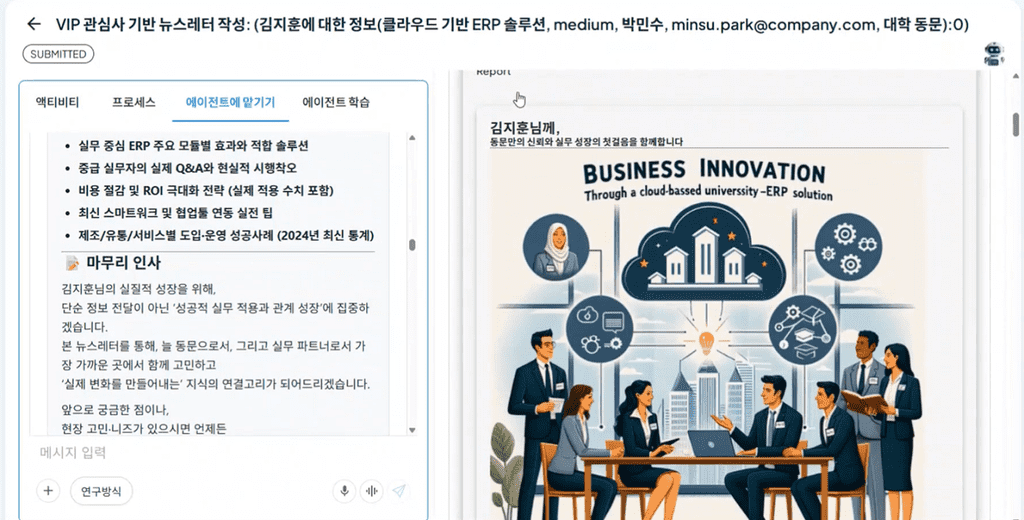 VIP 관심사 기반 뉴스레터 작성: (김지훈에 대한 정보(클라우드 기반 ERP 솔루션, medium, 박민수, minsu.park@company.com, 대학 동문):0)
SUBMITTED
액티비티 프로세스 에이전트에 맡기기 에이전트 학습
실무 중심 ERP 주요 모듈별 효과와 적합 솔루션
중급 실무자의 실제 Q&A와 현실적 시행착오
비용 절감 및 ROI 극대화 전략 (실제 적용 수치 포함)
최신 스마트워크 및 협업툴 연동 실전 팁
제조/유통/서비스별 도입·운영 성공사례 (2024년 최신 통계)
마무리 인사
김지훈님의 실질적 성장을 위해,
단순 정보 전달이 아닌 '성공적 실무 적용과 관계 성장'에 집중하
겠습니다.
본 뉴스레터를 통해, 늘 동문으로서, 그리고 실무 파트너로서 가
장 가까운 곳에서 함께 고민하고
'실제 변화를 만들어내는' 지식의 연결고리가 되어드리겠습니다.
앞으로 궁금한 점이나,
현장 고민·니즈가 있으시면 언제든
메시지 입력
연구방식
Report
김지훈님께,
동문만의 신뢰와 실무 성장의 첫걸음을 함께합니다
BUSINESS INNOVATION
Through a cloud-based universsity-ERP solution